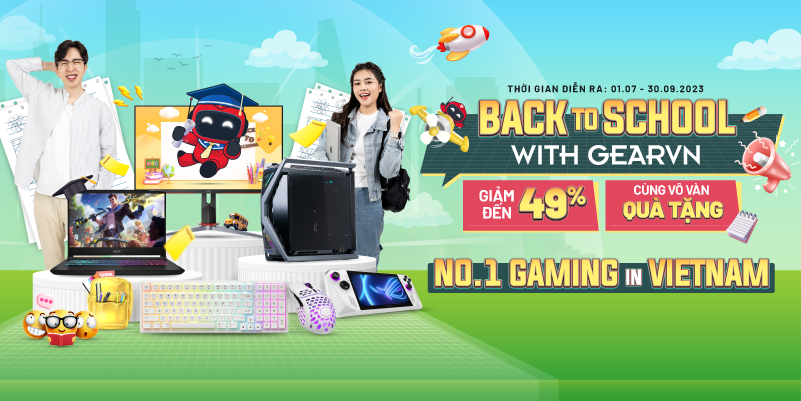 THỜI GIAN DIỄN RA: 01.07 - 30.09.2023
BACK TO SCHOOL
WITH GEARVN
GIẢM ĐẾN 49%
CÙNG VÔ VÀN
QUÀ TẶNG
NO.1 GAMING IN VIETNAM